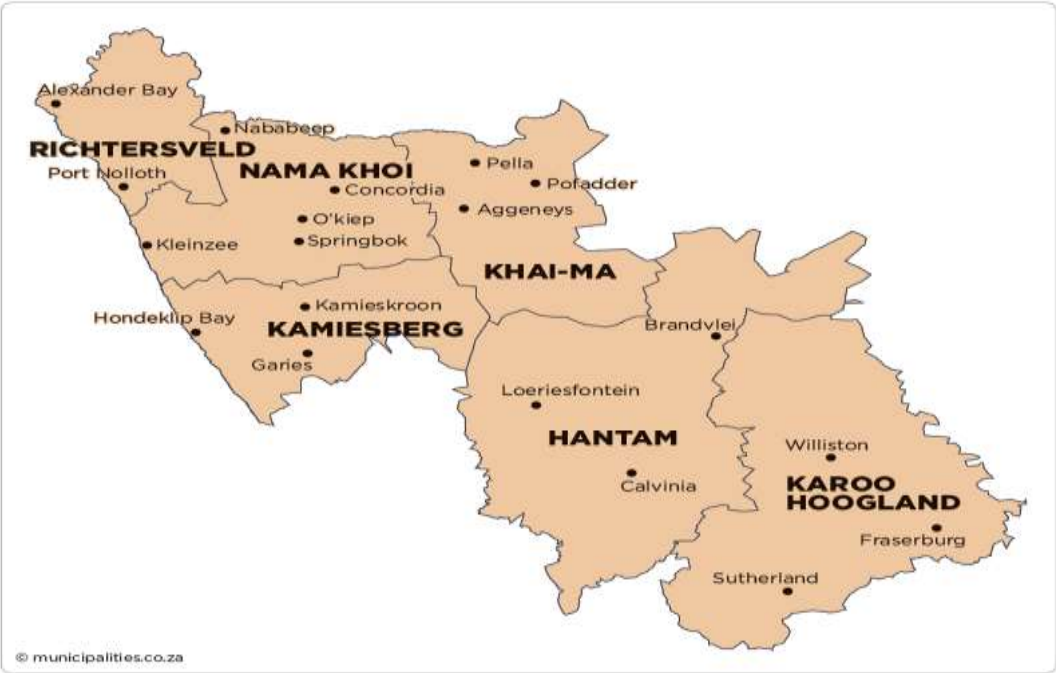 Alexander Bay
Nababeep
RICHTERSVELD
Port Nolloth
NAMA KHOI
Pella
Pofadder
Concordia
Aggeneys
O'kiep
Springbok
Kleinzee
KHAI-MA
Kamieskroon
Hondeklip Bay
KAMIESBERG
Garies
Brandvlei
Loeriesfontein
HANTAM
Williston
Calvinia
KAROO
HOOGLAND
Fraserburg
Sutherland
© municipalities.co.za